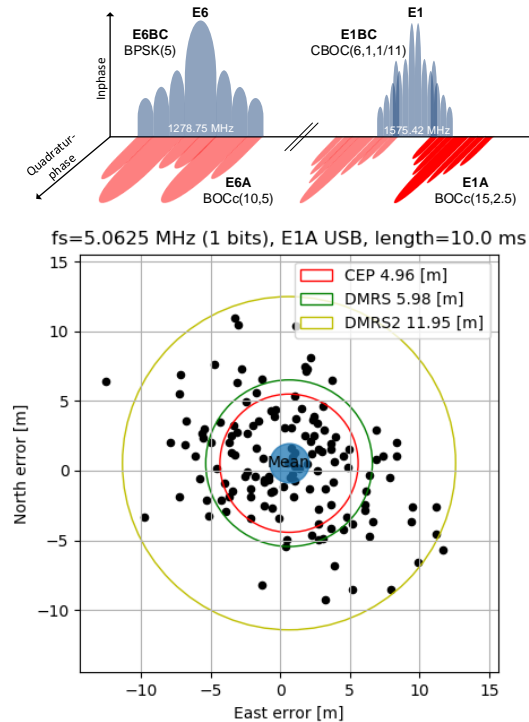 E6
E1
E6BC
BPSK(5)
E1BC
CBOC(6,1,1/11)
Inphase
1278.75 MHz
1575.42 MHz
Quadratur-
phase
E6A
BOCc(10,5)
E1A
BOCc(15,2.5)
fs=5.0625 MHz (1 bits), E1A USB, length=10.0 ms
CEP 4.96 [m]
DMRS 5.98 [m]
DMRS2 11.95 [m]
15
10
5
0
−5
−10
North error [m]
Mean
−10 −5 0 5 10 15
East error [m]